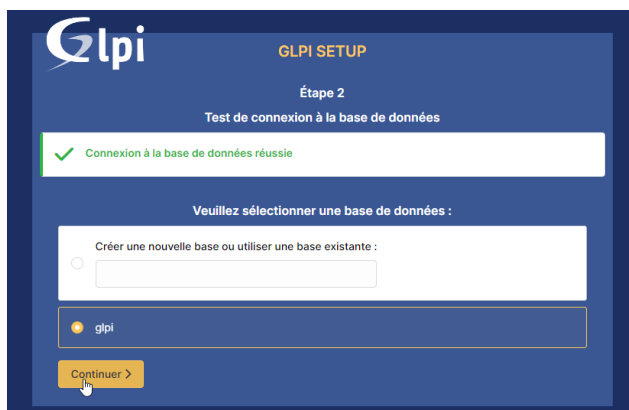 Glpi
GLPI SETUP
Étape 2
Test de connexion à la base de données
Connexion à la base de données réussie
Veuillez sélectionner une base de données :
Créer une nouvelle base ou utiliser une base existante :
glpi
Continuer